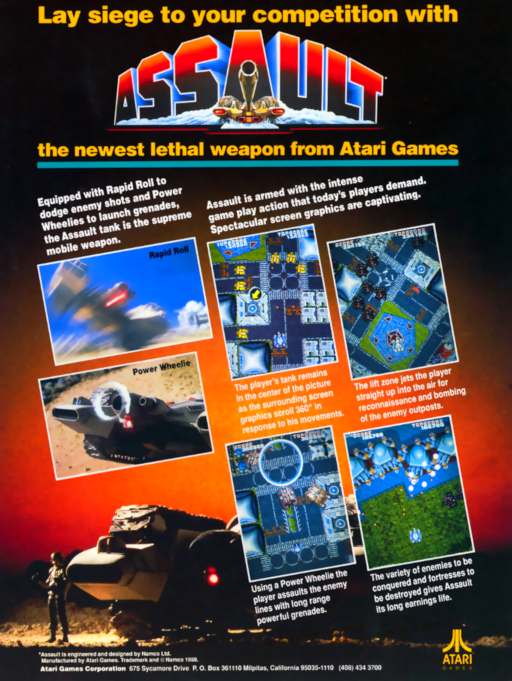 Lay siege to your competition with
ASSAULT
the newest lethal weapon from Atari Games
Equipped with Rapid Roll to
dodge enemy shots and Power
Wheelies to launch grenades,
the Assault tank is the supreme
mobile weapon.
Assault is armed with the intense
game play action that today's players demand.
Spectacular screen graphics are captivating.
Rapid Roll
Power Wheelie
The player's tank remains
in the center of the picture
as the surrounding screen
graphics scroll 360° in
response to his movements.
The lift zone jets the player
straight up into the air for
reconnaissance and bombing
of the enemy outposts.
Using a Power Wheelie the
player assaults the enemy
lines with long range
powerful grenades.
The variety of enemies to be
conquered and fortresses to
be destroyed gives Assault
its long earnings life.
*Assault is engineered and designed by Namco Ltd.
Manufactured by Atari Games. Trademark and © Namco 1988.
Atari Games Corporation 675 Sycamore Drive P. O. Box 361110 Milpitas, California 95035-1110 (408) 434 3700
ATARI
GAMES